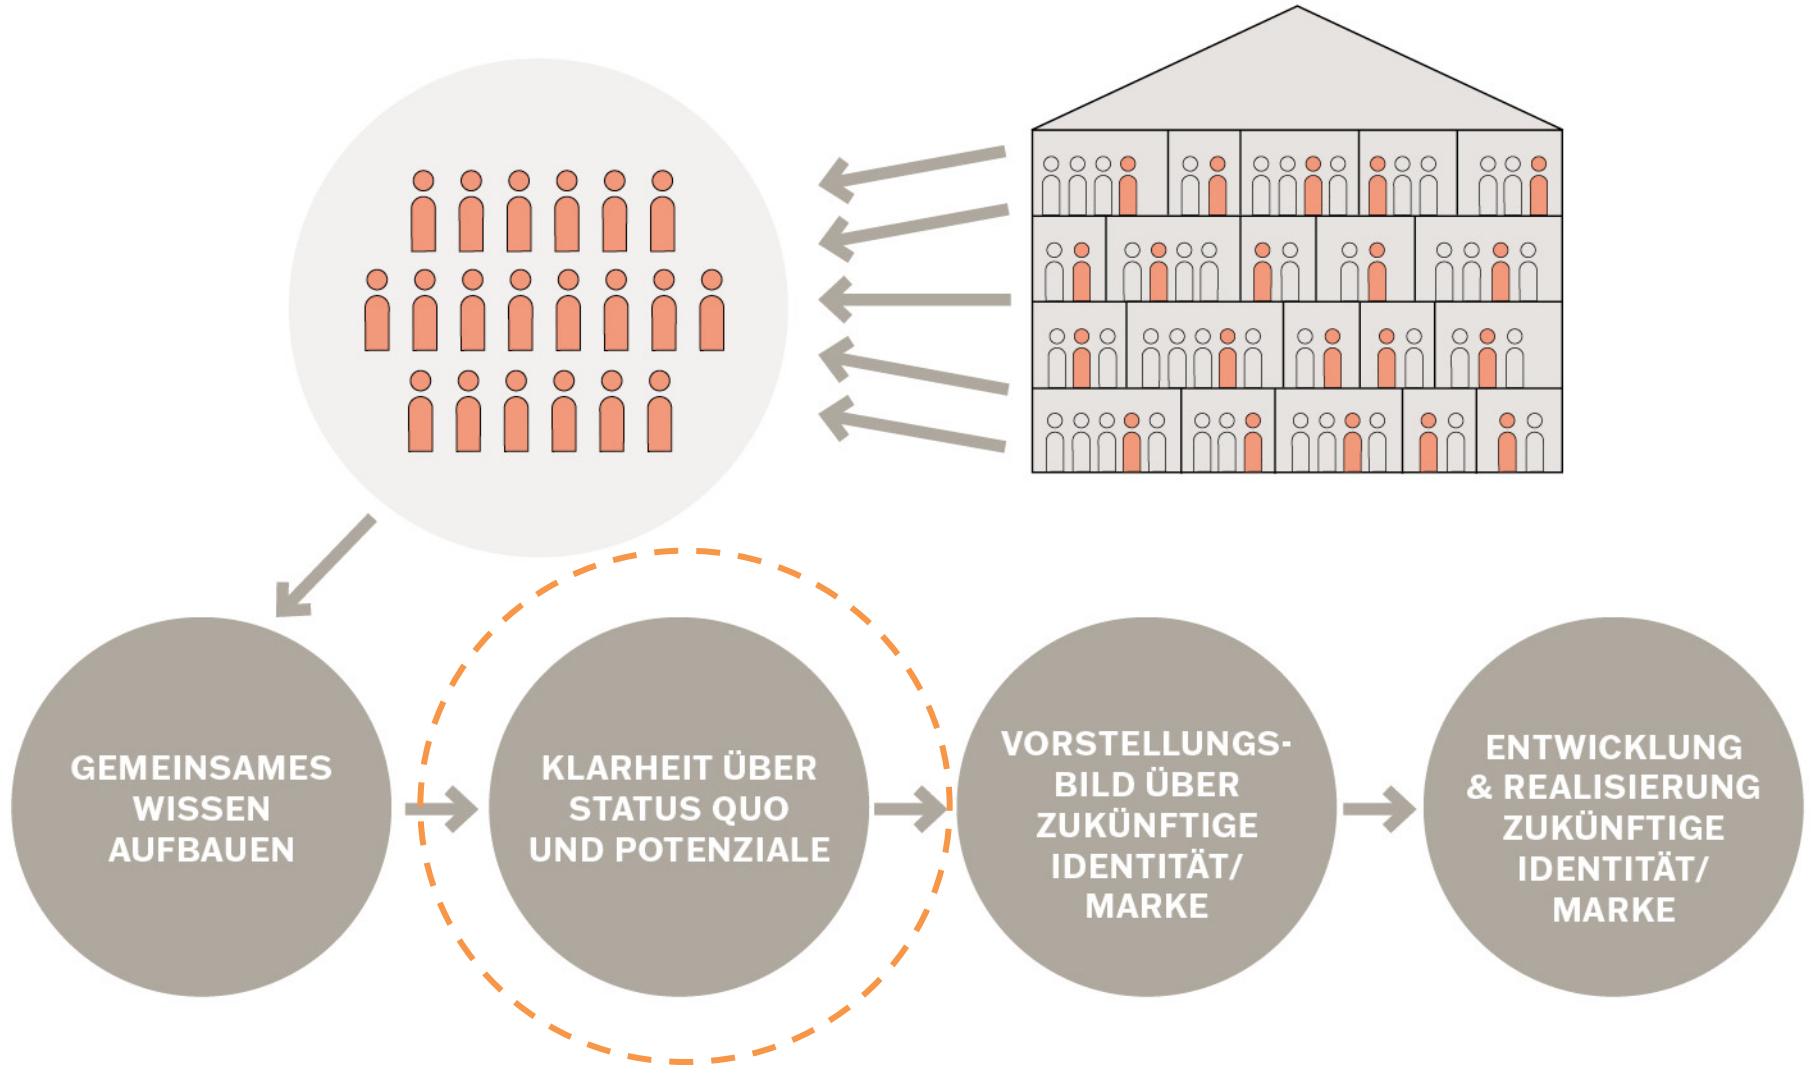 GEMEINSAMES
WISSEN
AUFBAUEN
KLARHEIT ÜBER
STATUS QUO
UND POTENZIALE
VORSTELLUNGS-
BILD ÜBER
ZUKÜNFTIGE
IDENTITÄT/
MARKE
ENTWICKLUNG
& REALISIERUNG
ZUKÜNFTIGE
IDENTITÄT/
MARKE